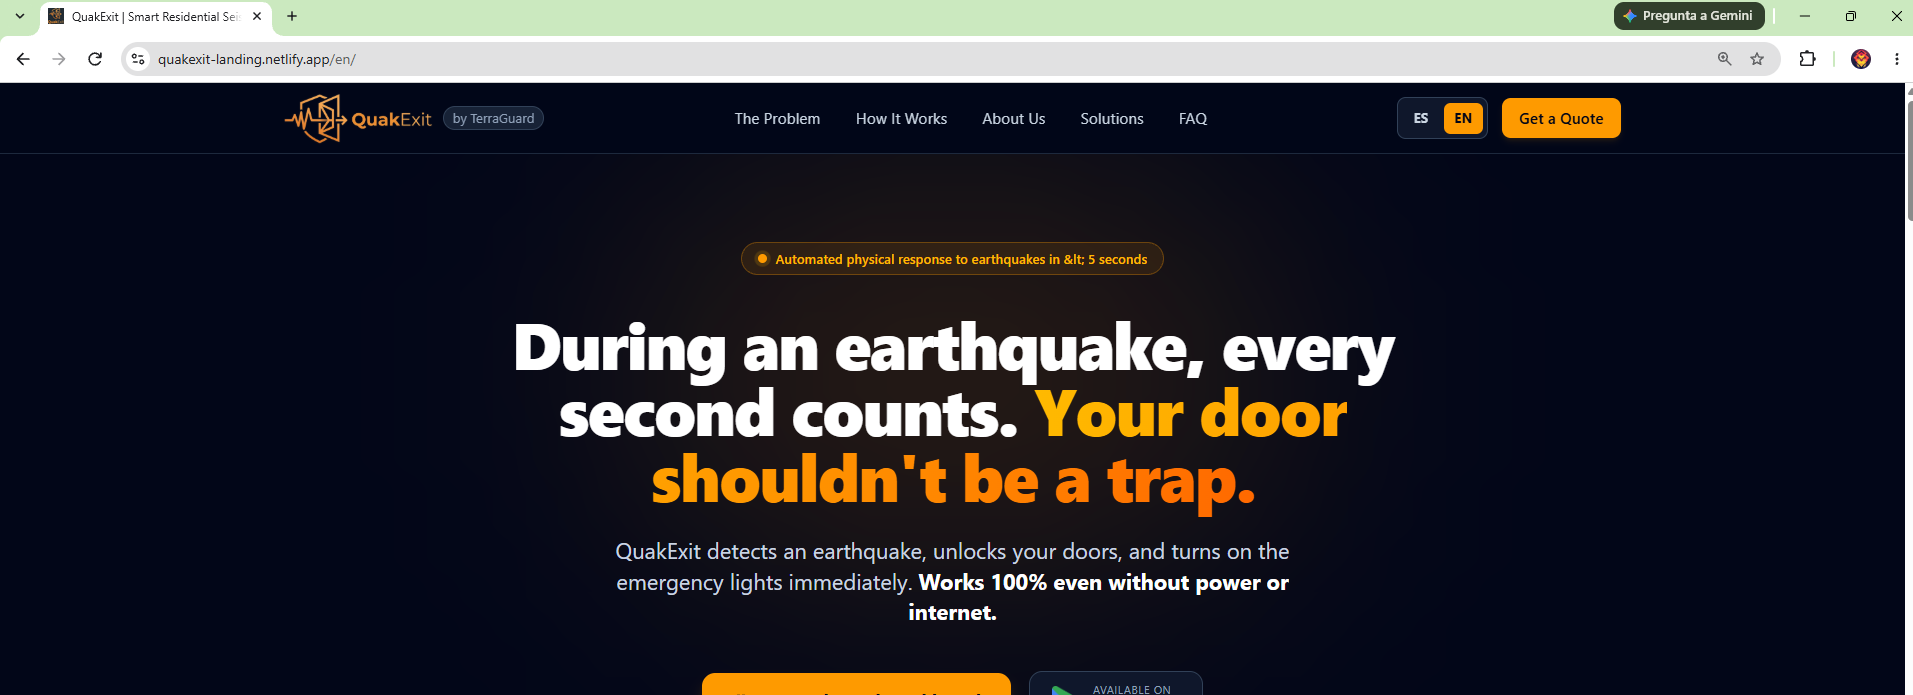 QuakExit | Smart Residential Seis
Pregunta a Gemini
quakexit-landing.netlify.app/en/
QuakExit
by TerraGuard
The Problem
How It Works
About Us
Solutions
FAQ
ES
EN
Get a Quote
Automated physical response to earthquakes in &lt; 5 seconds
During an earthquake, every
second counts. Your door
shouldn't be a trap.
QuakExit detects an earthquake, unlocks your doors, and turns on the
emergency lights immediately. Works 100% even without power or
internet.
AVAILABLE ON